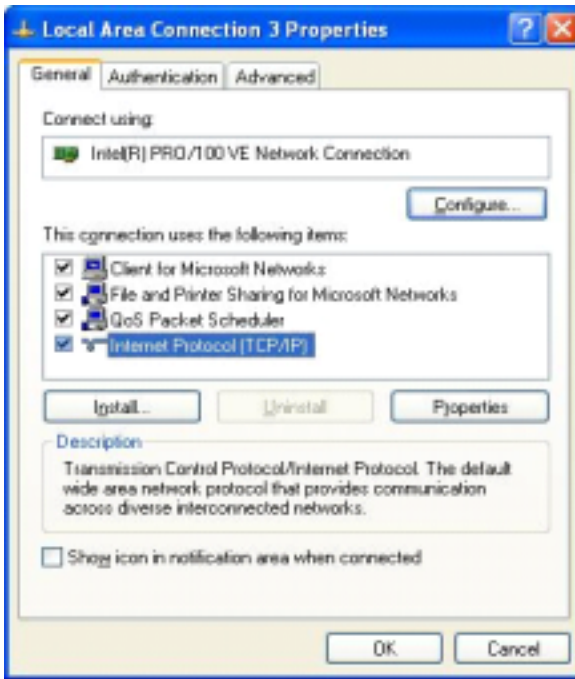 Local Area Connection 3 Properties
General Authentication Advanced
Connect using:
Intel(R) PRO/100 VE Network Connection
Configure...
This connection uses the following items:
Client for Microsoft Networks
File and Printer Sharing for Microsoft Networks
QoS Packet Scheduler
Internet Protocol (TCP/IP)
Install... Uninstall Properties
Description
Transmission Control Protocol/Internet Protocol. The default
wide area network protocol that provides communication
across diverse interconnected networks.
Show icon in notification area when connected
OK Cancel